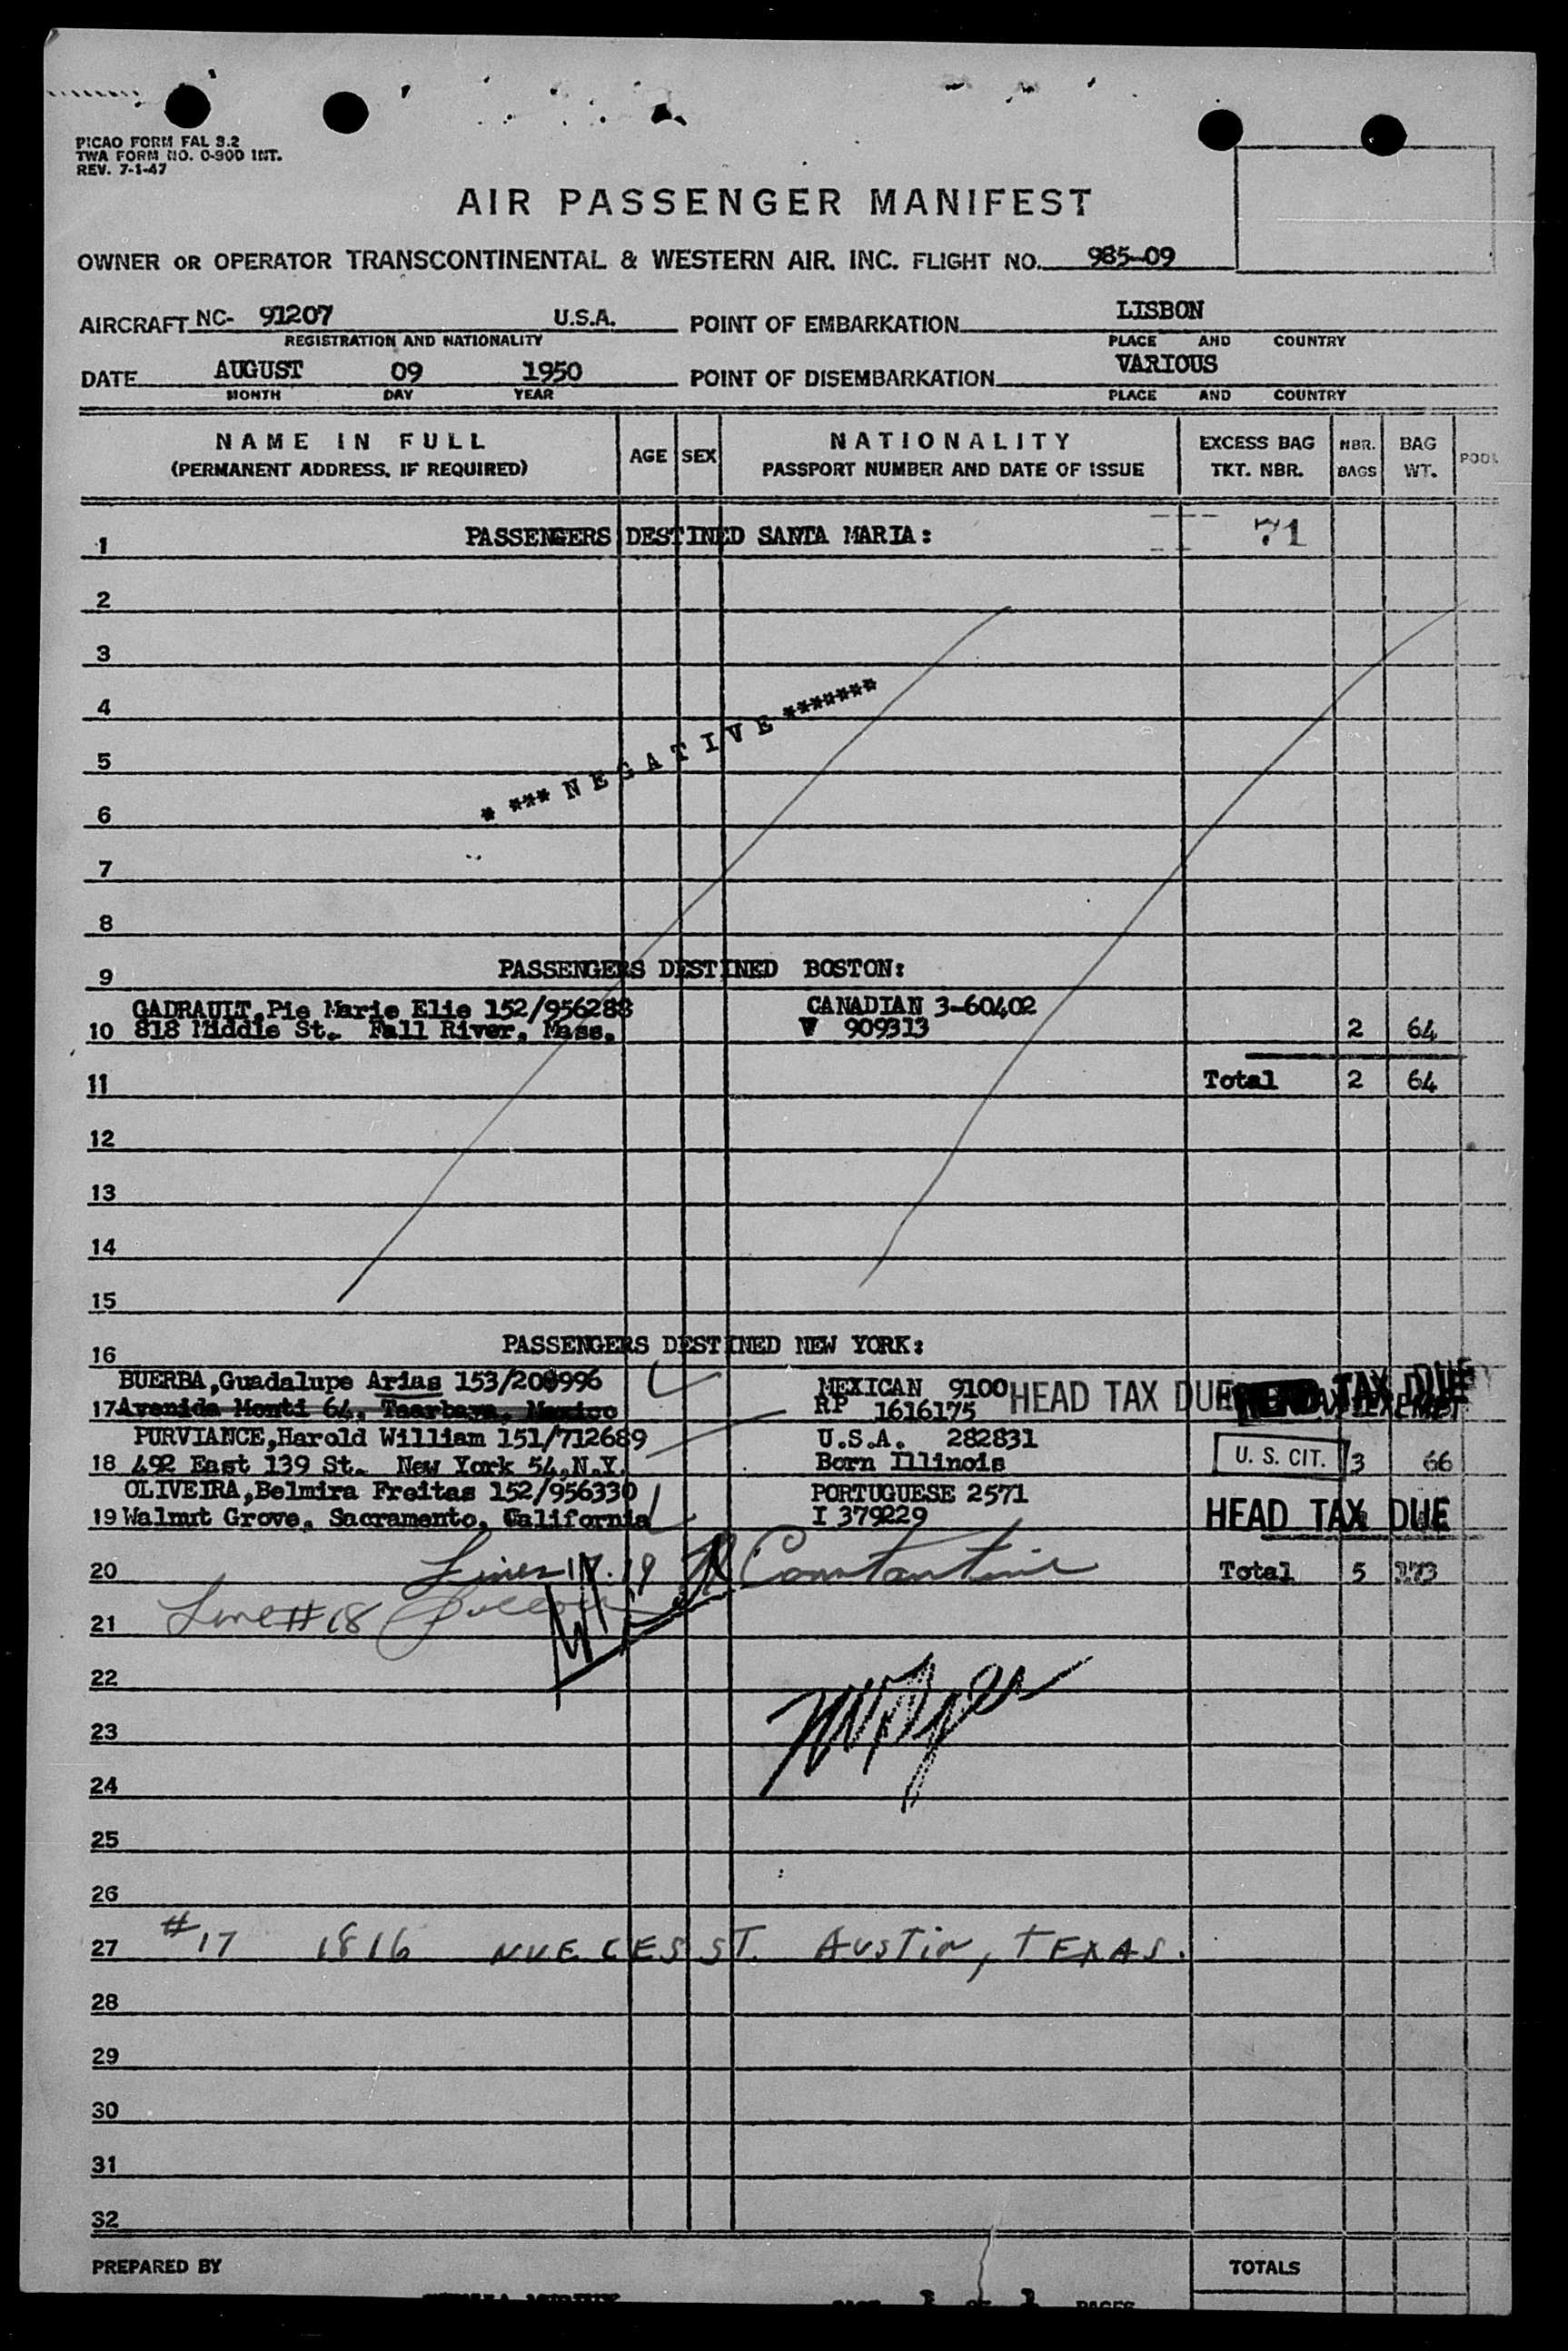 PICAO FORM FAL 3.2
TWA FORM NO. O-90D INT.
REV. 7-1-47
AIR PASSENGER MANIFEST
OWNER OR OPERATOR TRANSCONTINENTAL & WESTERN AIR. INC. FLIGHT NO. 985-09
AIRCRAFT NC- 91207 U.S.A. POINT OF EMBARKATION LISBON
REGISTRATION AND NATIONALITY PLACE AND COUNTRY
DATE AUGUST 09 1950 POINT OF DISEMBARKATION VARIOUS
MONTH DAY YEAR PLACE AND COUNTRY
NAME IN FULL AGE SEX NATIONALITY EXCESS BAG NBR. BAG POOL
(PERMANENT ADDRESS, IF REQUIRED) PASSPORT NUMBER AND DATE OF ISSUE TKT. NBR. BAGS WT.
1 PASSENGERS DESTINED SANTA MARIA: 71
2
3
4
5
* *** N E G A T I V E *******
6
7
8
9 PASSENGERS DESTINED BOSTON:
GADRAULT,Pie Marie Elie 152/956288 CANADIAN 3-60402
10 818 Middle St. Fall River, Mass. V 909313 2 64
11 Total 2 64
12
13
14
15
16 PASSENGERS DESTINED NEW YORK:
BUERBA,Guadalupe Arias 153/200996 MEXICAN 9100 HEAD TAX DUE
17 Avenida Monti 64, Tacrbaya, Mexico RP 1616175
PURVIANCE,Harold William 151/712689 U.S.A. 282831 U. S. CIT.
18 492 East 139 St. New York 54,N.Y. Born Illinois 3 66
OLIVEIRA,Belmira Freitas 152/956330 PORTUGUESE 2571
19 Walnut Grove, Sacramento, California I 379229 HEAD TAX DUE
20 Lines 17.19 Constantine Total 5
21 Line #18
22
23
24
25
26
27 #17 1816 NUECES ST. Austin, TEXAS.
28
29
30
31
32
PREPARED BY TOTALS